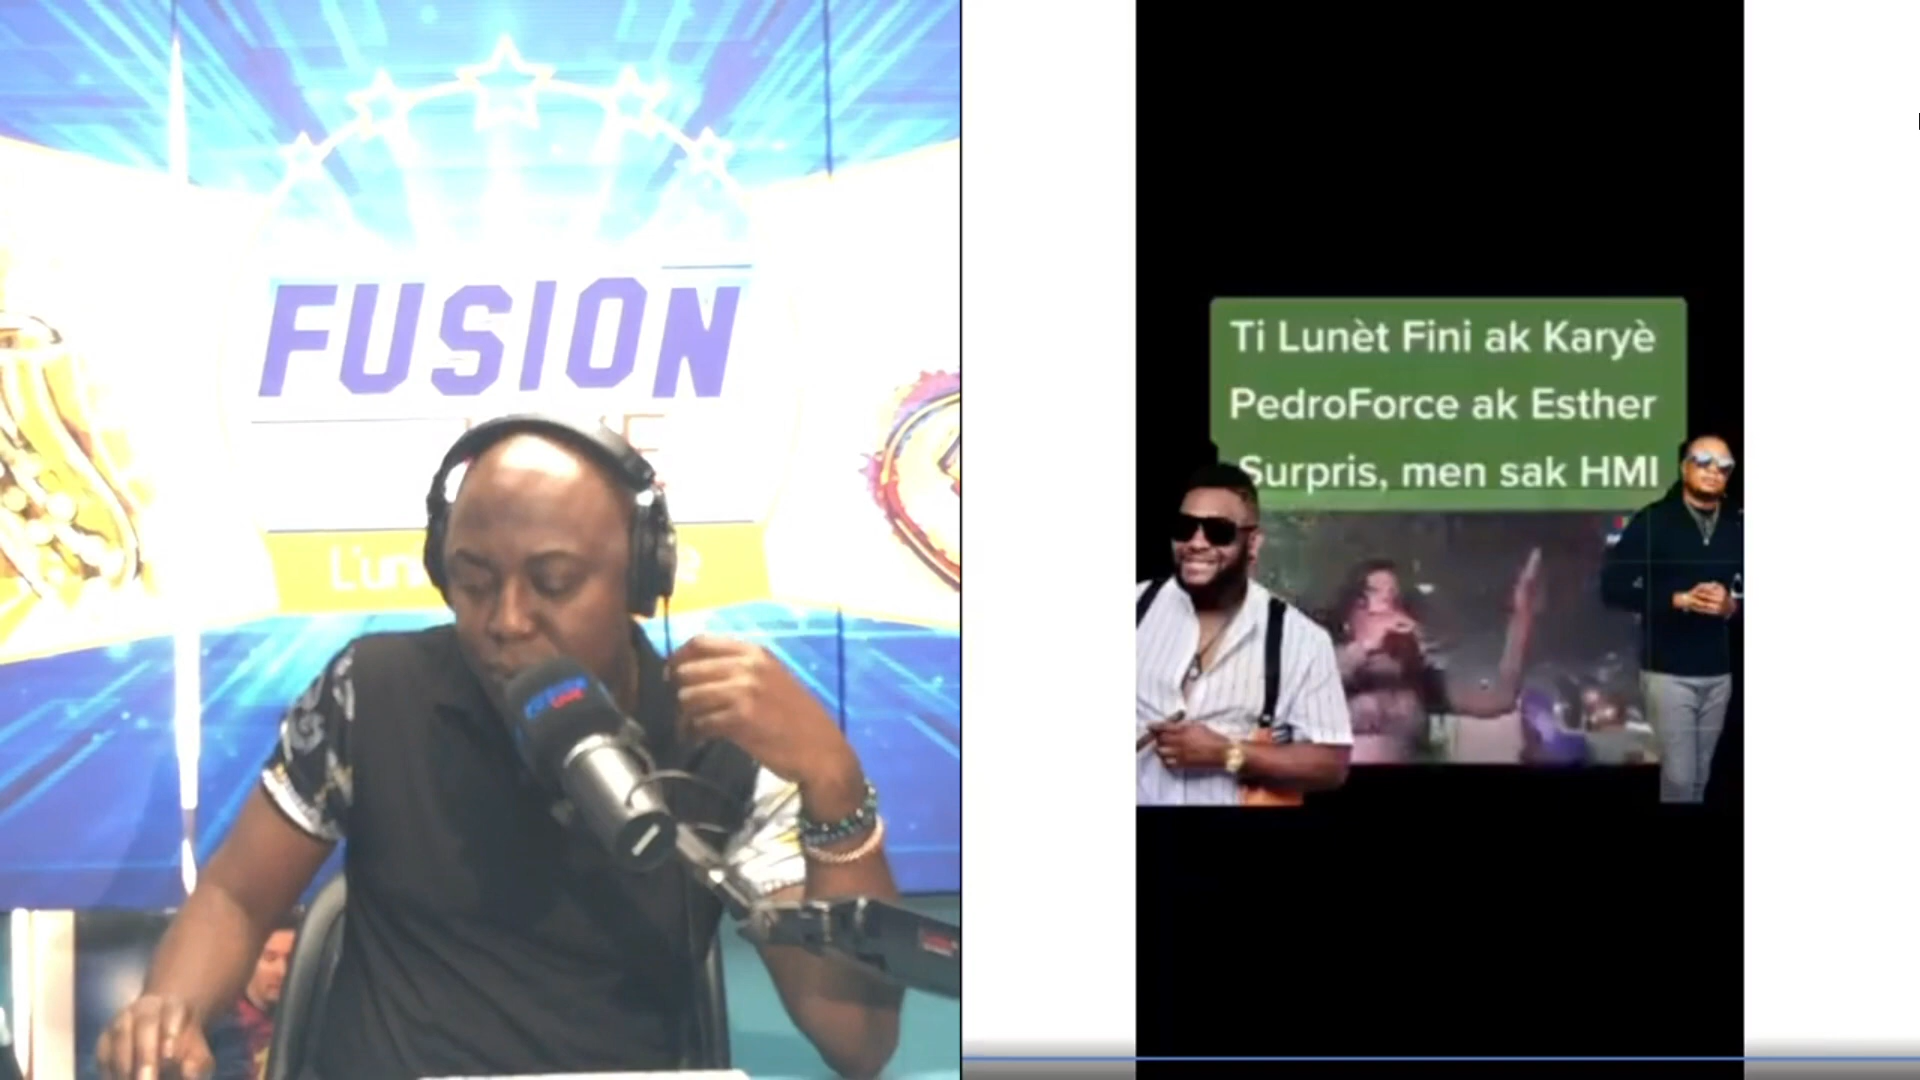 FUSION
Ti Lunèt Fini ak Karyè
PedroForce ak Esther
Surpris, men sak HMI